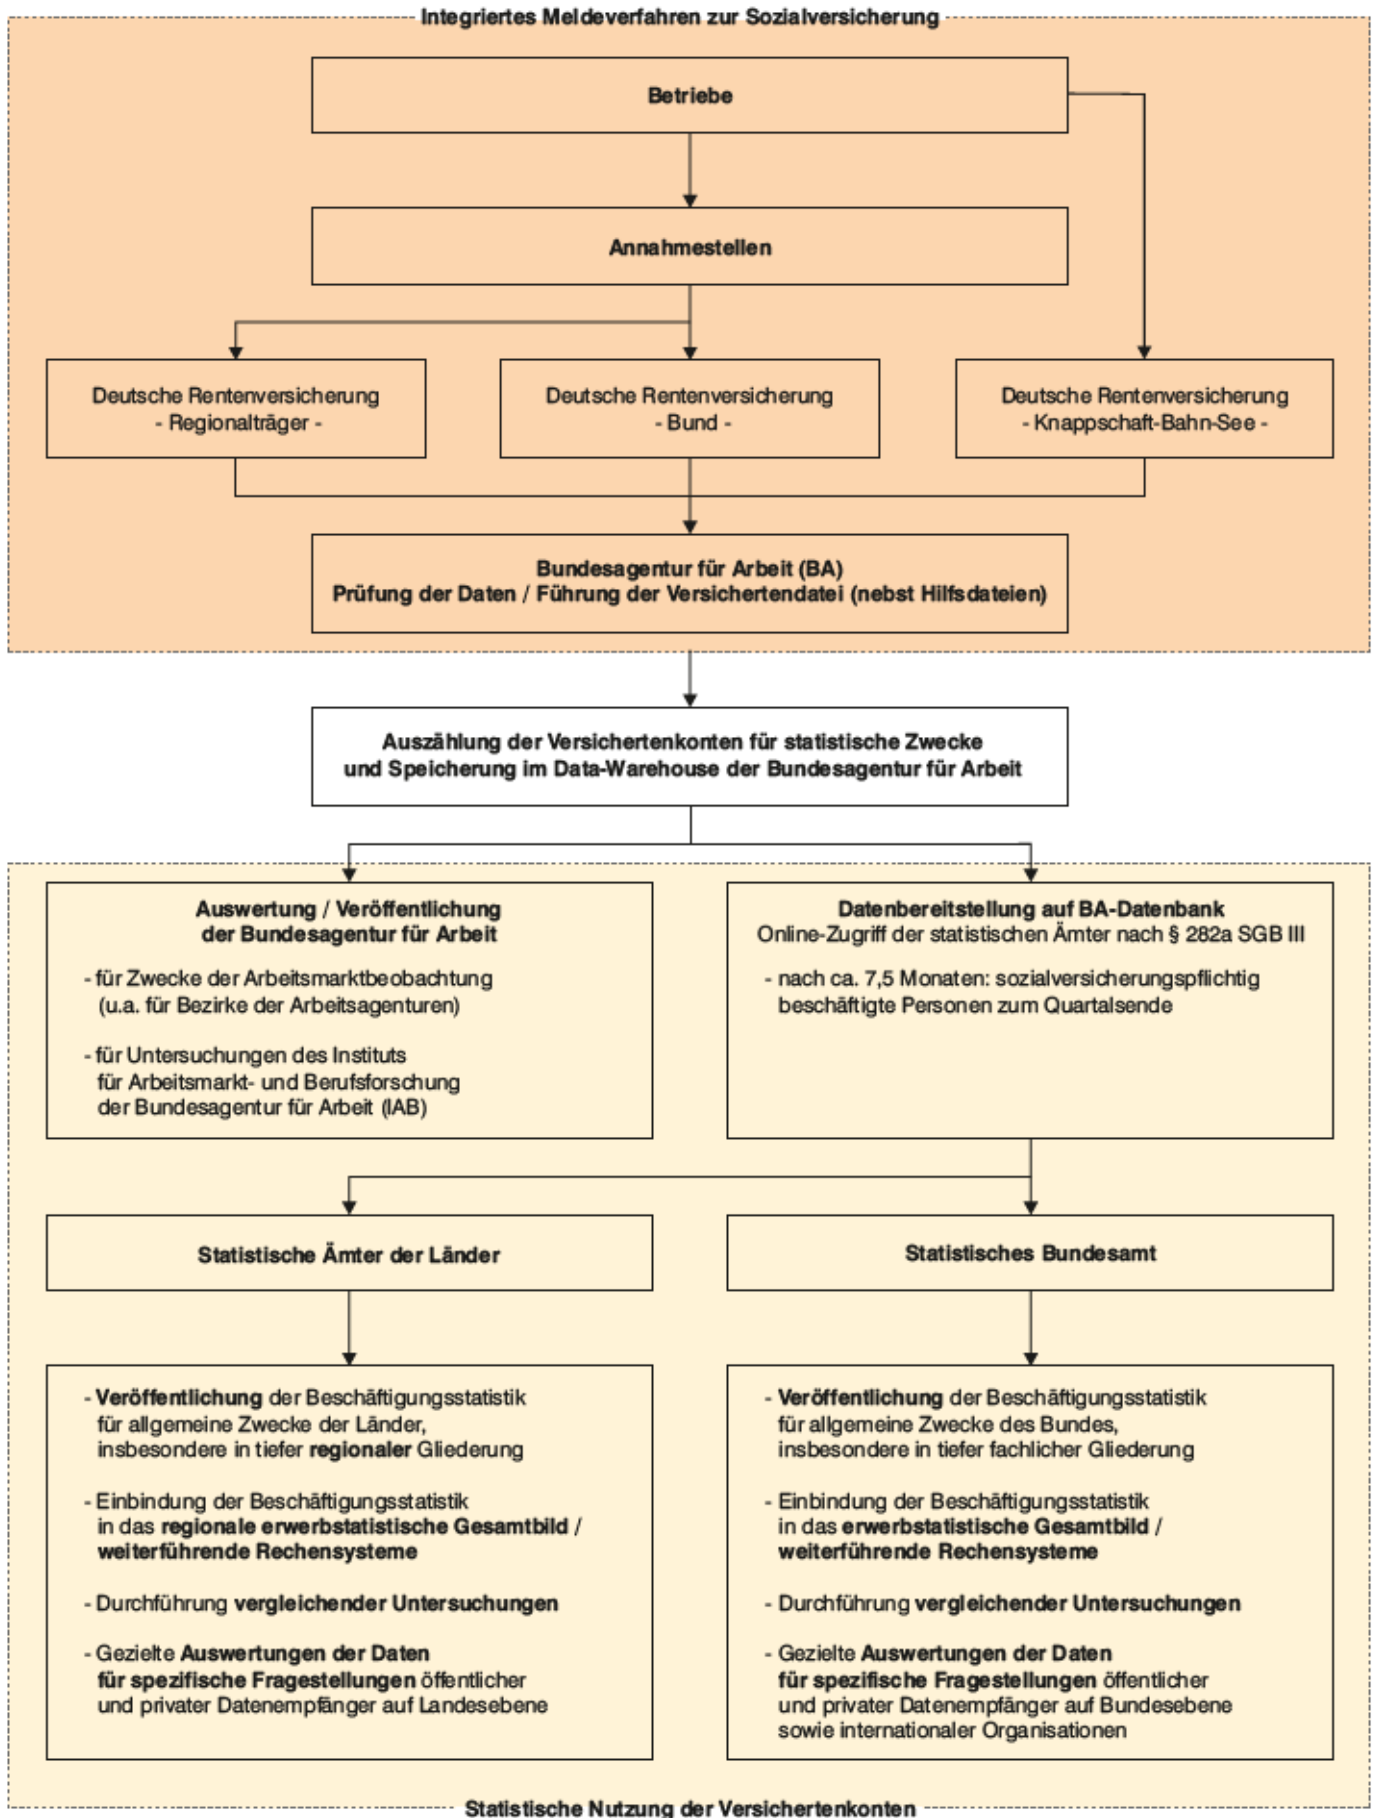 Integriertes Meldeverfahren zur Sozialversicherung
Betriebe
Annahmestellen
Deutsche Rentenversicherung
- Regionalträger -
Deutsche Rentenversicherung
- Bund -
Deutsche Rentenversicherung
- Knappschaft-Bahn-See -
Bundesagentur für Arbeit (BA)
Prüfung der Daten / Führung der Versichertendatei (nebst Hilfsdateien)
Auszählung der Versichertenkonten für statistische Zwecke
und Speicherung im Data-Warehouse der Bundesagentur für Arbeit
Auswertung / Veröffentlichung
der Bundesagentur für Arbeit
- für Zwecke der Arbeitsmarktbeobachtung
(u.a. für Bezirke der Arbeitsagenturen)
- für Untersuchungen des Instituts
für Arbeitsmarkt- und Berufsforschung
der Bundesagentur für Arbeit (IAB)
Datenbereitstellung auf BA-Datenbank
Online-Zugriff der statistischen Ämter nach § 282a SGB III
- nach ca. 7,5 Monaten: sozialversicherungspflichtig
beschäftigte Personen zum Quartalsende
Statistische Ämter der Länder
Statistisches Bundesamt
- Veröffentlichung der Beschäftigungsstatistik
für allgemeine Zwecke der Länder,
insbesondere in tiefer regionaler Gliederung
- Einbindung der Beschäftigungsstatistik
in das regionale erwerbstatistische Gesamtbild /
weiterführende Rechensysteme
- Durchführung vergleichender Untersuchungen
- Gezielte Auswertungen der Daten
für spezifische Fragestellungen öffentlicher
und privater Datenempfänger auf Landesebene
- Veröffentlichung der Beschäftigungsstatistik
für allgemeine Zwecke des Bundes,
insbesondere in tiefer fachlicher Gliederung
- Einbindung der Beschäftigungsstatistik
in das erwerbstatistische Gesamtbild /
weiterführende Rechensysteme
- Durchführung vergleichender Untersuchungen
- Gezielte Auswertungen der Daten
für spezifische Fragestellungen öffentlicher
und privater Datenempfänger auf Bundesebene
sowie internationaler Organisationen
Statistische Nutzung der Versichertenkonten